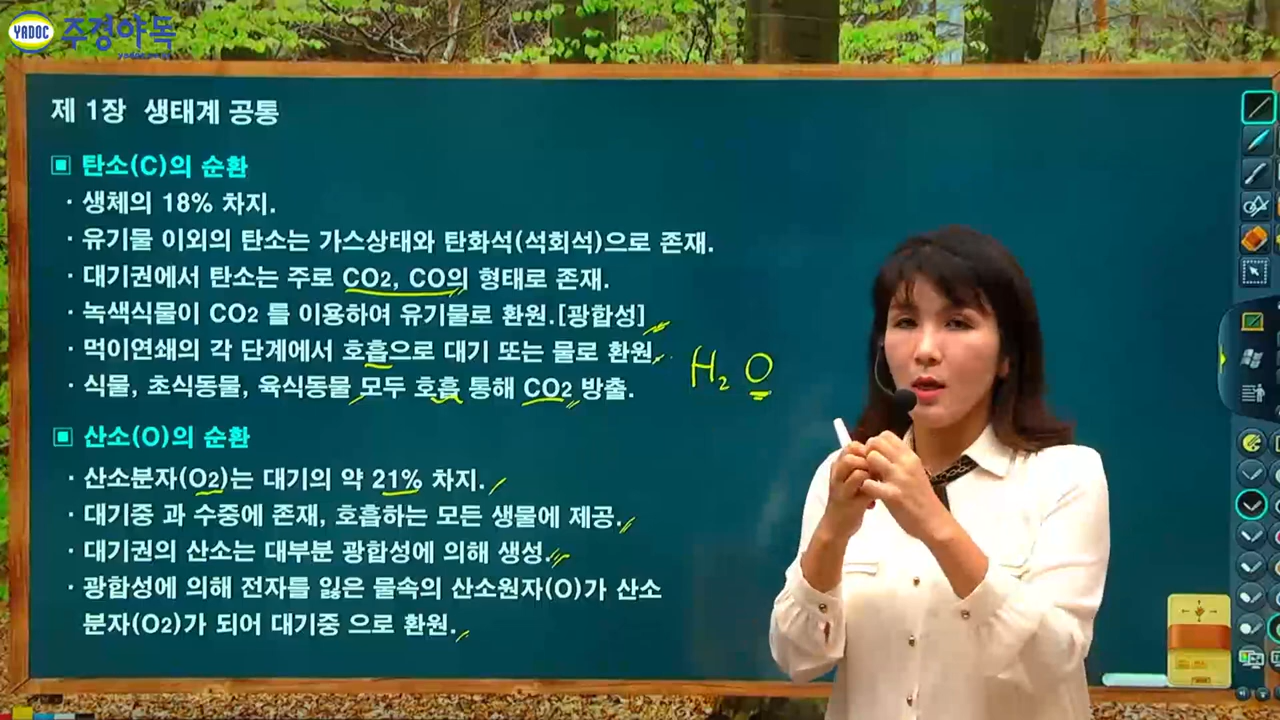 YADOC 주경야독
제 1장 생태계 공통
▣ 탄소(C)의 순환
· 생체의 18% 차지.
· 유기물 이외의 탄소는 가스상태와 탄화석(석회석)으로 존재.
· 대기권에서 탄소는 주로 CO2, CO의 형태로 존재.
· 녹색식물이 CO2 를 이용하여 유기물로 환원.[광합성]
· 먹이연쇄의 각 단계에서 호흡으로 대기 또는 물로 환원.
· 식물, 초식동물, 육식동물 모두 호흡 통해 CO2 방출.
H2O
▣ 산소(O)의 순환
· 산소분자(O2)는 대기의 약 21% 차지.
· 대기중 과 수중에 존재, 호흡하는 모든 생물에 제공.
· 대기권의 산소는 대부분 광합성에 의해 생성.
· 광합성에 의해 전자를 잃은 물속의 산소원자(O)가 산소
분자(O2)가 되어 대기중 으로 환원.